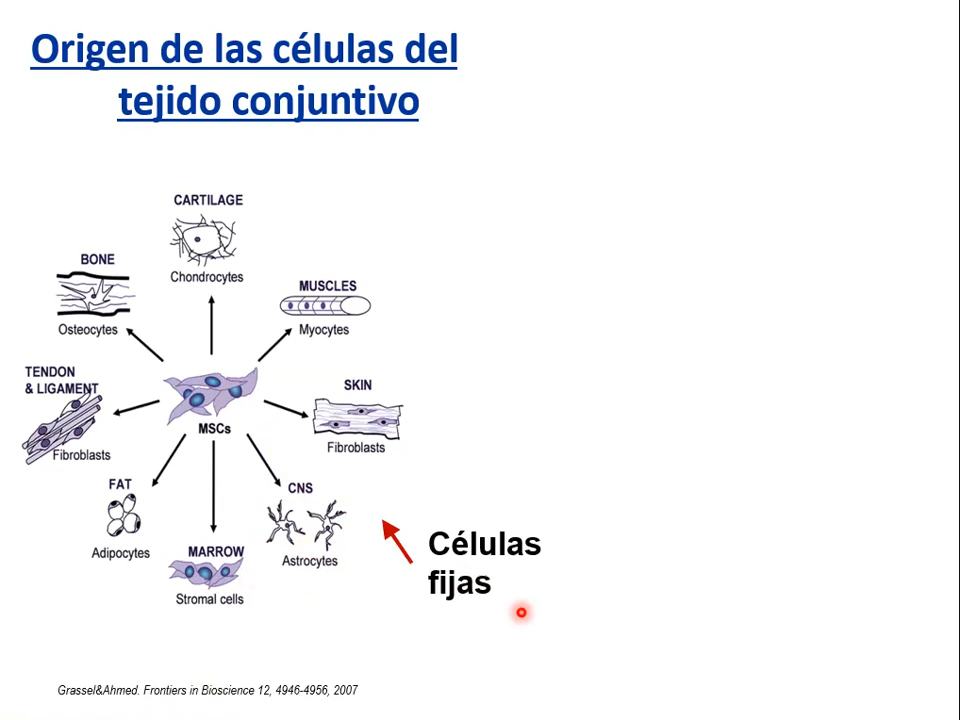 Origen de las células del
tejido conjuntivo
CARTILAGE
Chondrocytes
BONE
Osteocytes
MUSCLES
Myocytes
TENDON
& LIGAMENT
Fibroblasts
MSCs
SKIN
Fibroblasts
FAT
Adipocytes
MARROW
Stromal cells
CNS
Astrocytes
Células
fijas
Grassel&Ahmed. Frontiers in Bioscience 12, 4946-4956, 2007